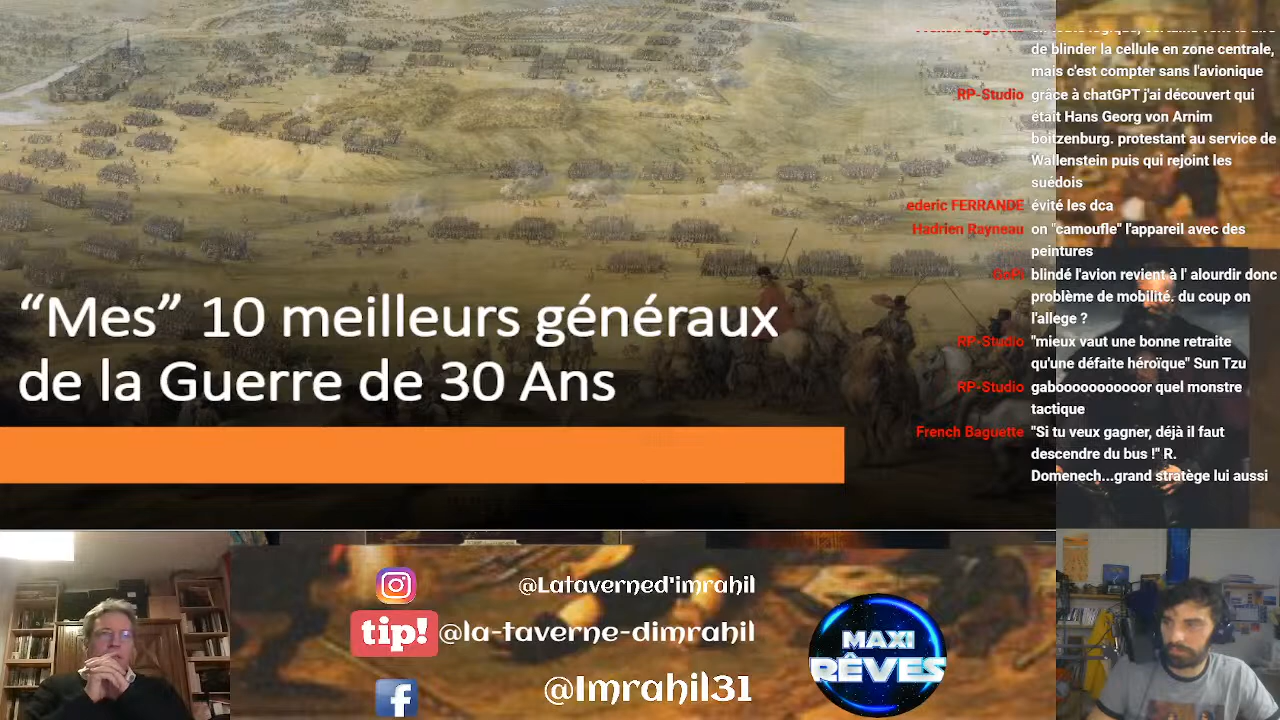 "Mes" 10 meilleurs généraux
de la Guerre de 30 Ans
de blinder la cellule en zone centrale,
mais c'est compter sans l'avionique
RP-Studio grâce à chatGPT j'ai découvert qui
était Hans Georg von Arnim
boitzenburg. protestant au service de
Wallenstein puis qui rejoint les
suédois
ederic FERRANDE évité les dca
Hadrien Rayneau on "camoufle" l'appareil avec des
peintures
blindé l'avion revient à l' alourdir donc
problème de mobilité. du coup on
l'allege ?
RP-Studio "mieux vaut une bonne retraite
qu'une défaite héroïque" Sun Tzu
RP-Studio gabooooooooooor quel monstre
tactique
French Baguette "Si tu veux gagner, déjà il faut
descendre du bus !" R.
Domenech...grand stratège lui aussi
@Lataverned'imrahil
tip! @la-taverne-dimrahil
@Imrahil31
MAXI
RÊVES